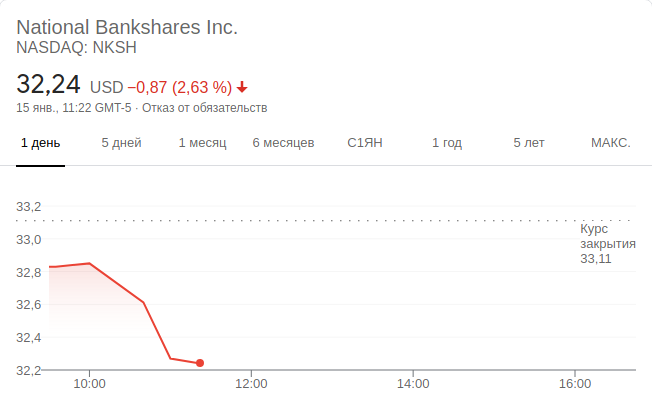 National Bankshares Inc.
NASDAQ: NKSH
32,24 USD −0,87 (2,63 %)
15 янв., 11:22 GMT-5 · Отказ от обязательств
1 день 5 дней 1 месяц 6 месяцев С1ЯН 1 год 5 лет МАКС.
33,2
Курс
закрытия
33,11
33,0
32,8
32,6
32,4
32,2
10:00 12:00 14:00 16:00